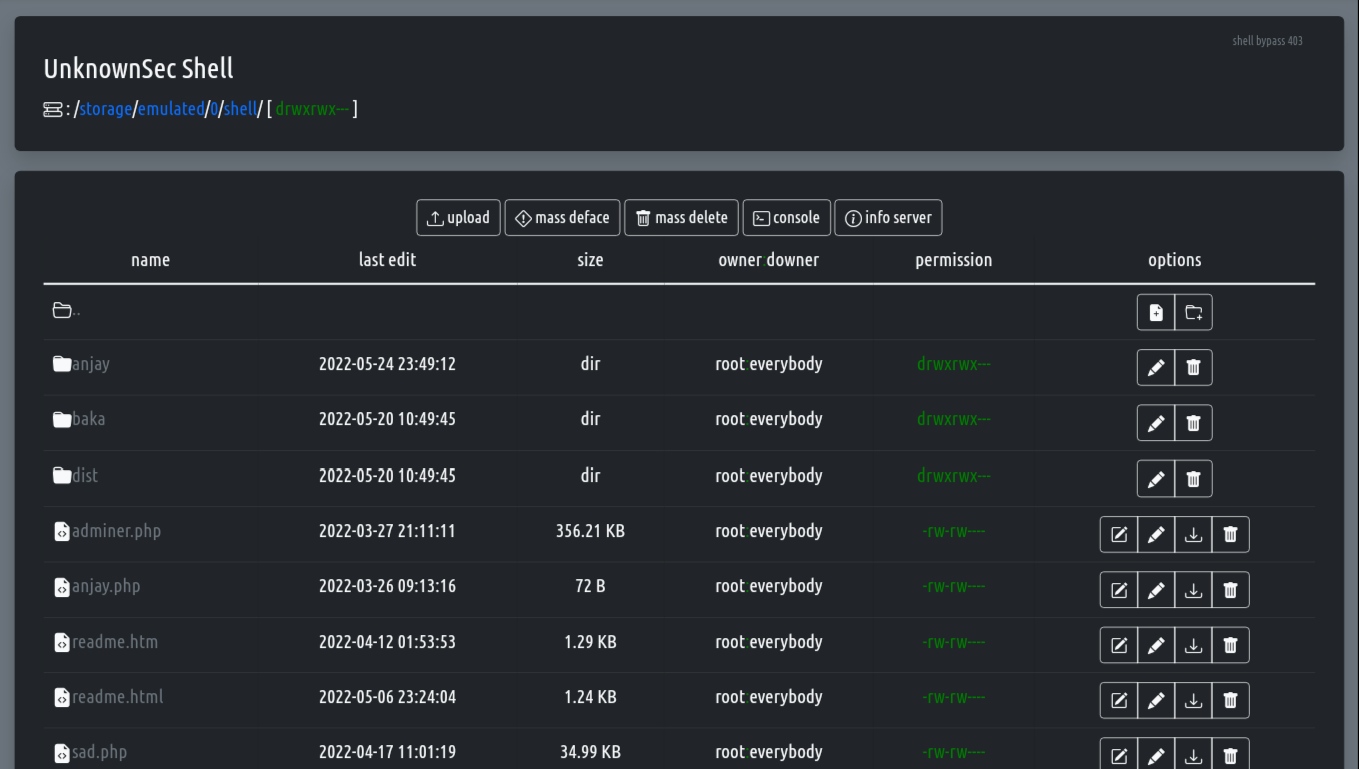 shell bypass 403
UnknownSec Shell
: /storage/emulated/0/shell/ [ drwxrwx--- ]
upload mass deface mass delete console info server
name last edit size owner:downer permission options
..
anjay 2022-05-24 23:49:12 dir root:everybody drwxrwx---
baka 2022-05-20 10:49:45 dir root:everybody drwxrwx---
dist 2022-05-20 10:49:45 dir root:everybody drwxrwx---
adminer.php 2022-03-27 21:11:11 356.21 KB root:everybody -rw-rw----
anjay.php 2022-03-26 09:13:16 72 B root:everybody -rw-rw----
readme.htm 2022-04-12 01:53:53 1.29 KB root:everybody -rw-rw----
readme.html 2022-05-06 23:24:04 1.24 KB root:everybody -rw-rw----
sad.php 2022-04-17 11:01:19 34.99 KB root:everybody -rw-rw----